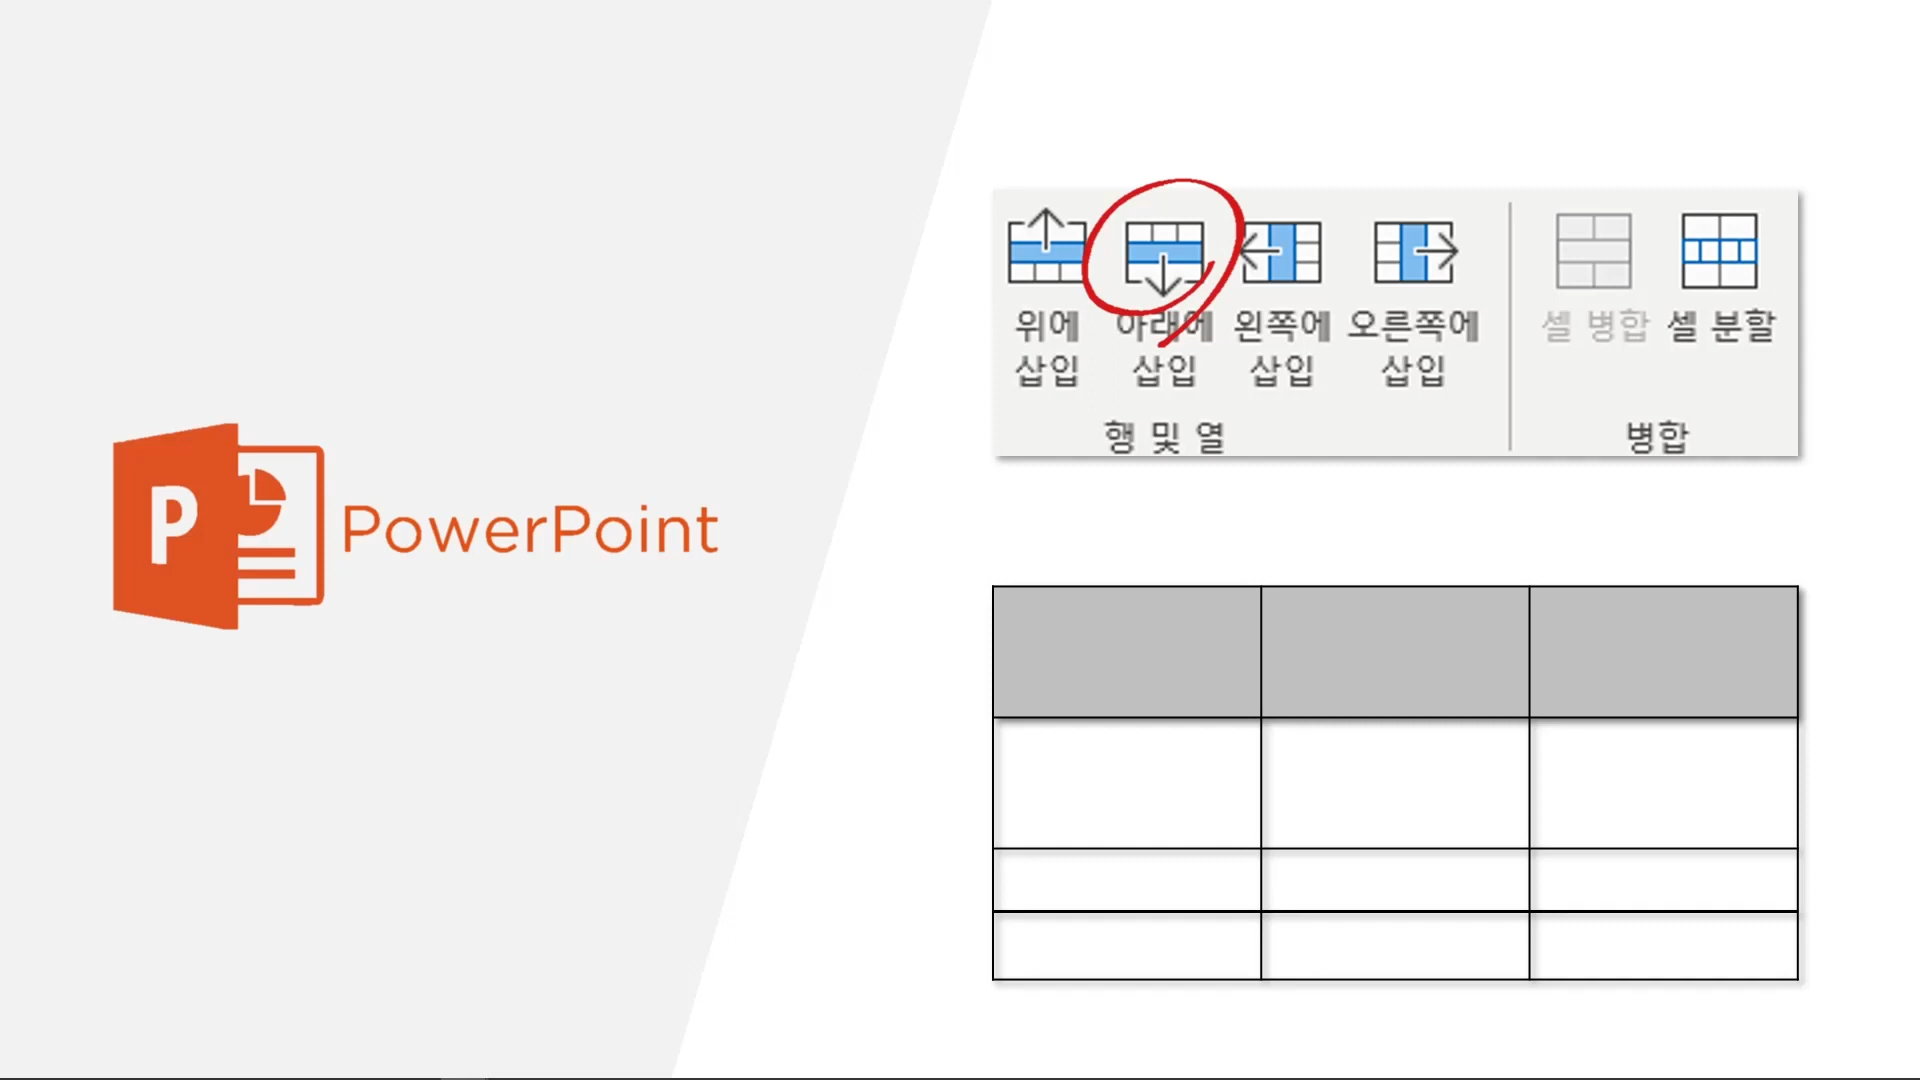 P
PowerPoint
위에 삽입
아래에 삽입
왼쪽에 삽입
오른쪽에 삽입
셀 병합
셀 분할
행 및 열
병합